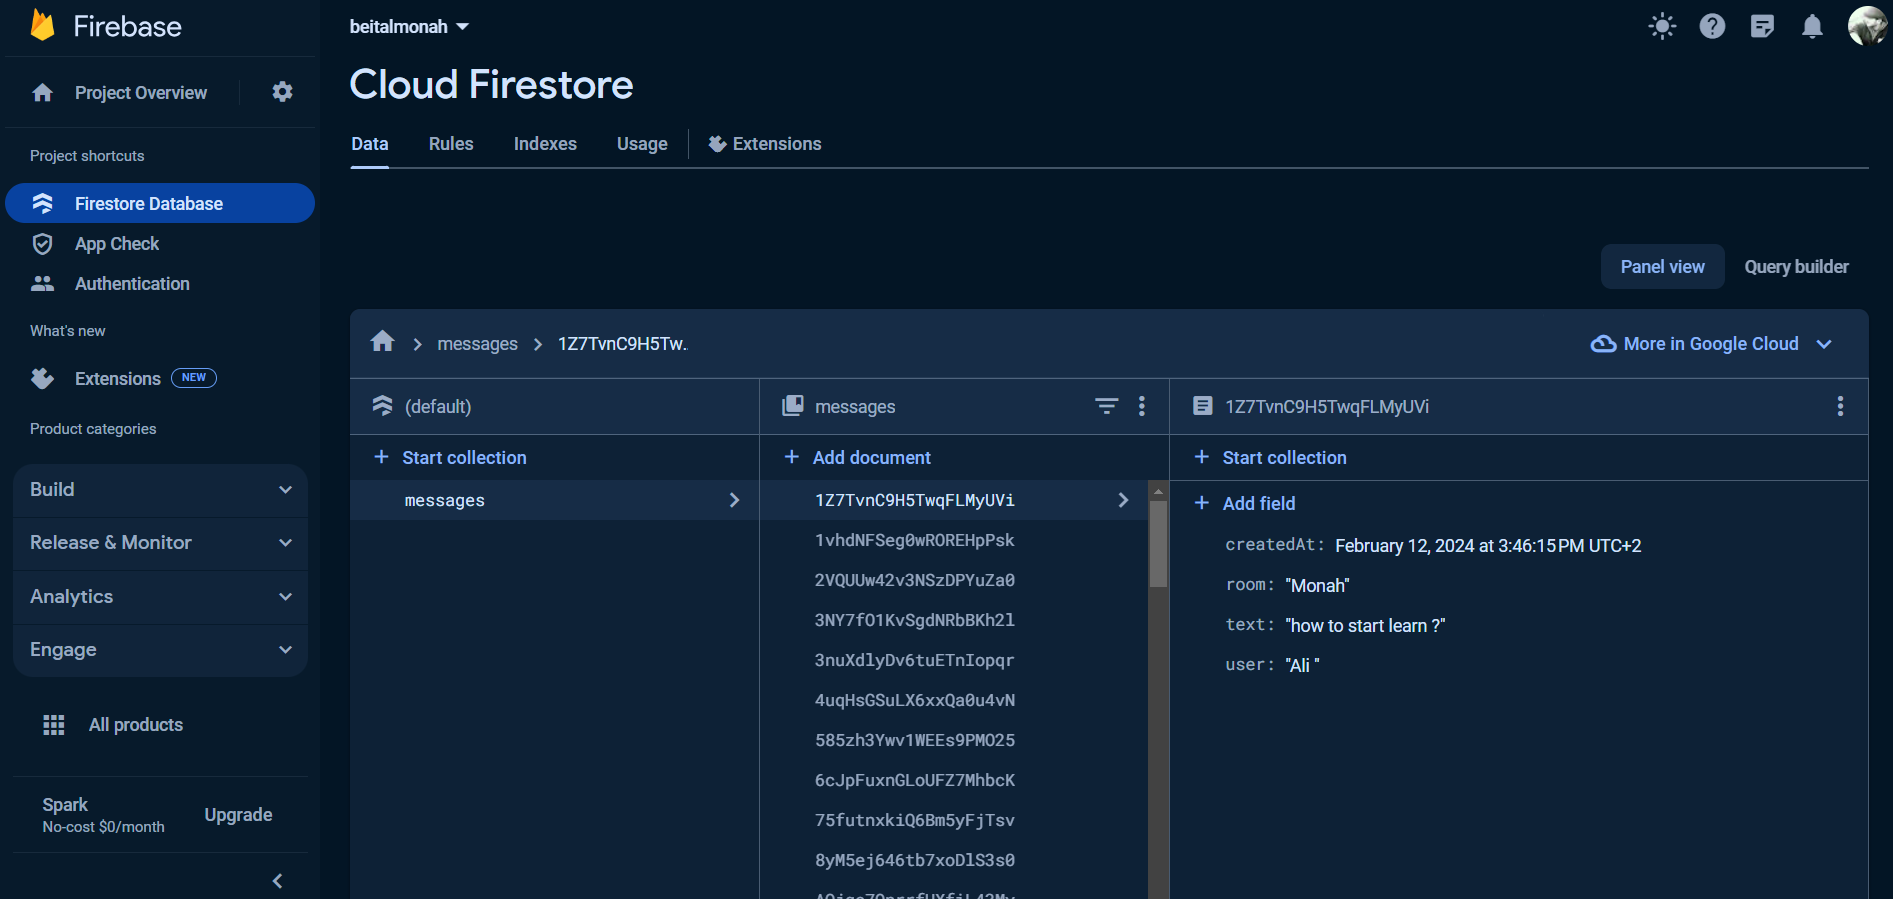 Firebase
Project Overview
Project shortcuts
Firestore Database
App Check
Authentication
What's new
Extensions NEW
Product categories
Build
Release & Monitor
Analytics
Engage
All products
Spark
No-cost $0/month
Upgrade
beitalmonah
Cloud Firestore
Data Rules Indexes Usage Extensions
Panel view Query builder
messages 1Z7TvnC9H5Tw..
More in Google Cloud
(default)
Start collection
messages
messages
Add document
1Z7TvnC9H5TwqFLMyUVi
1vhdNFSeg0wROREHpPsk
2VQUUw42v3NSzDPYuZa0
3NY7fO1KvSgdNRbBKh2l
3nuXdlyDv6tuETnIopqr
4uqHsGSuLX6xxQa0u4vN
585zh3Ywv1WEEs9PMO25
6cJpFuxnGLoUFZ7MhbcK
75futnxkiQ6Bm5yFjTsv
8yM5ej646tb7xoDlS3s0
1Z7TvnC9H5TwqFLMyUVi
Start collection
Add field
createdAt: February 12, 2024 at 3:46:15 PM UTC+2
room: "Monah"
text: "how to start learn ?"
user: "Ali "